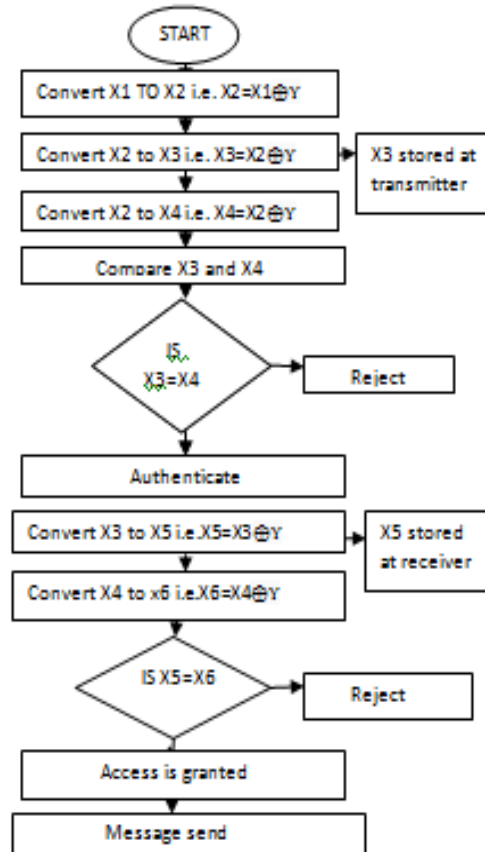 START
Convert X1 TO X2 i.e. X2=X1⊕Y
Convert X2 to X3 i.e. X3=X2⊕Y
X3 stored at
transmitter
Convert X2 to X4 i.e. X4=X2⊕Y
Compare X3 and X4
IS
X3=X4
Reject
Authenticate
Convert X3 to X5 i.e.X5=X3⊕Y
X5 stored
at receiver
Convert X4 to x6 i.e.X6=X4⊕Y
IS X5=X6
Reject
Access is granted
Message send